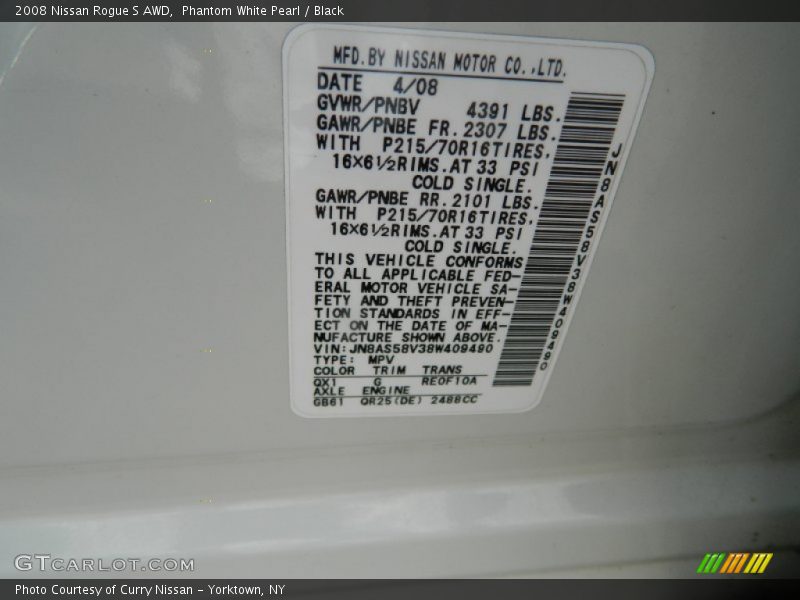 2008 Nissan Rogue S AWD,  Phantom White Pearl / Black
MFD.BY NISSAN MOTOR CO.,LTD.
DATE 4/08
GVWR/PNBV 4391 LBS.
GAWR/PNBE FR.2307 LBS.
WITH P215/70R16TIRES.
16×6½RIMS.AT 33 PSI
COLD SINGLE.
GAWR/PNBE RR.2101 LBS.
WITH P215/70R16TIRES.
16×6½RIMS.AT 33 PSI
COLD SINGLE.
THIS VEHICLE CONFORMS
TO ALL APPLICABLE FED-
ERAL MOTOR VEHICLE SA-
FETY AND THEFT PREVEN-
TION STANDARDS IN EFF-
ECT ON THE DATE OF MA-
NUFACTURE SHOWN ABOVE.
VIN:JN8AS58V38W409490
TYPE: MPV
COLOR TRIM TRANS
QX1 G RE0F10A
AXLE ENGINE
GB61 QR25(DE) 2488CC
JN8AS58V38W409490
GTCARLOT.COM
Photo Courtesy of Curry Nissan - Yorktown, NY